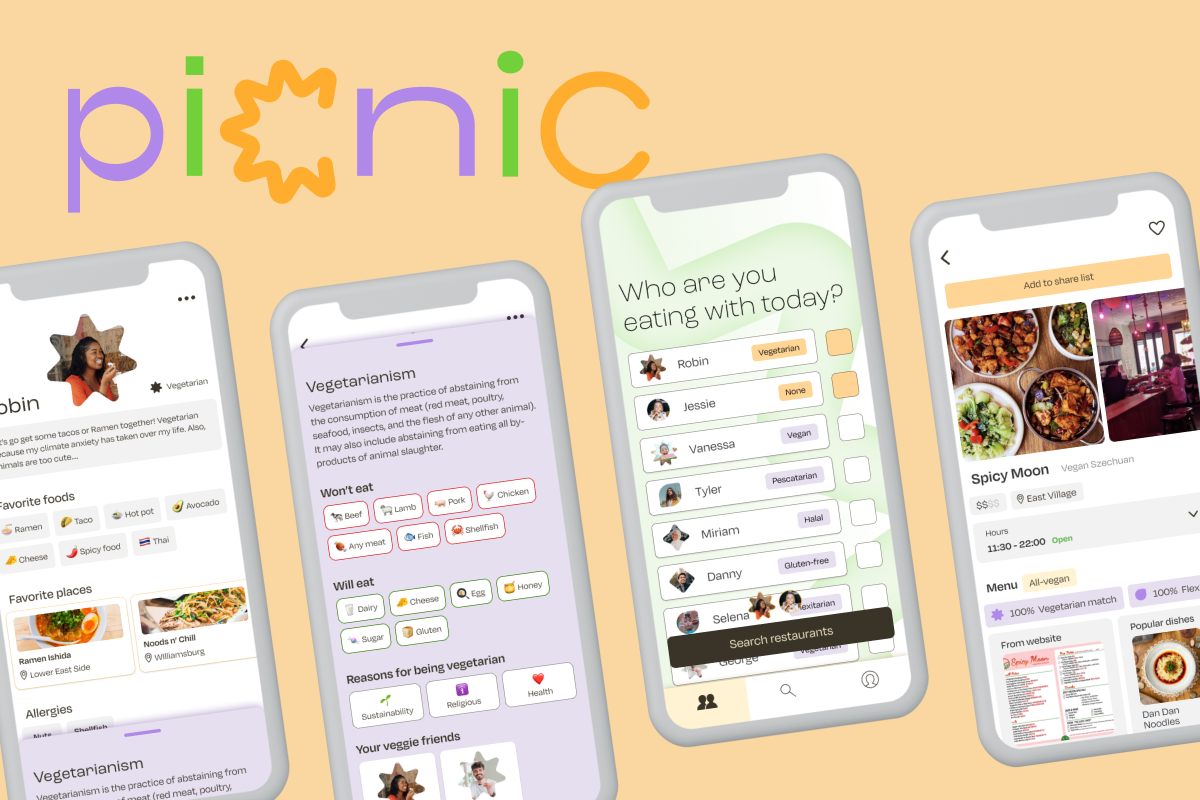 picnic
obin
Vegetarian
t's go get some tacos or Ramen together! Vegetarian
ecause my climate anxiety has taken over my life. Also,
nimals are too cute...
Favorite foods
Ramen
Taco
Hot pot
Avocado
Cheese
Spicy food
Thai
Favorite places
Ramen Ishida
Lower East Side
Noods n' Chill
Williamsburg
Allergies
Nuts
Shellfish
Vegetarianism
Vegetarianism is the practice of abstaining from
of meat (red meat, poultry,
Vegetarianism
Vegetarianism is the practice of abstaining from
the consumption of meat (red meat, poultry,
seafood, insects, and the flesh of any other animal).
It may also include abstaining from eating all by-
products of animal slaughter.
Won't eat
Beef
Lamb
Pork
Chicken
Any meat
Fish
Shellfish
Will eat
Dairy
Cheese
Egg
Honey
Sugar
Gluten
Reasons for being vegetarian
Sustainability
Religious
Health
Your veggie friends
Who are you
eating with today?
Robin
Vegetarian
Jessie
None
Vanessa
Vegan
Tyler
Pescatarian
Miriam
Halal
Danny
Gluten-free
Selena
lexitarian
Search restaurants
George
Vegetarian
Add to share list
Spicy Moon
Vegan Szechuan
$$$$
East Village
Hours
11:30 - 22:00
Open
Menu
All-vegan
100% Vegetarian match
100% Flex
From website
Spicy Moon
Popular dishes
Dan Dan
Noodles